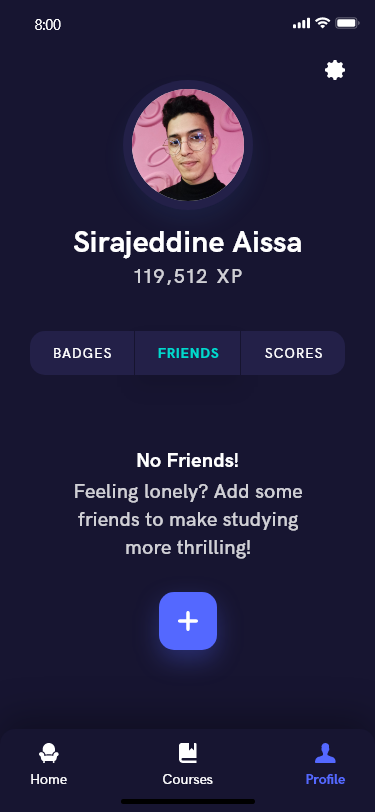 8:00
Sirajeddine Aissa
119,512 XP
BADGES FRIENDS SCORES
No Friends!
Feeling lonely? Add some
friends to make studying
more thrilling!
Home Courses Profile